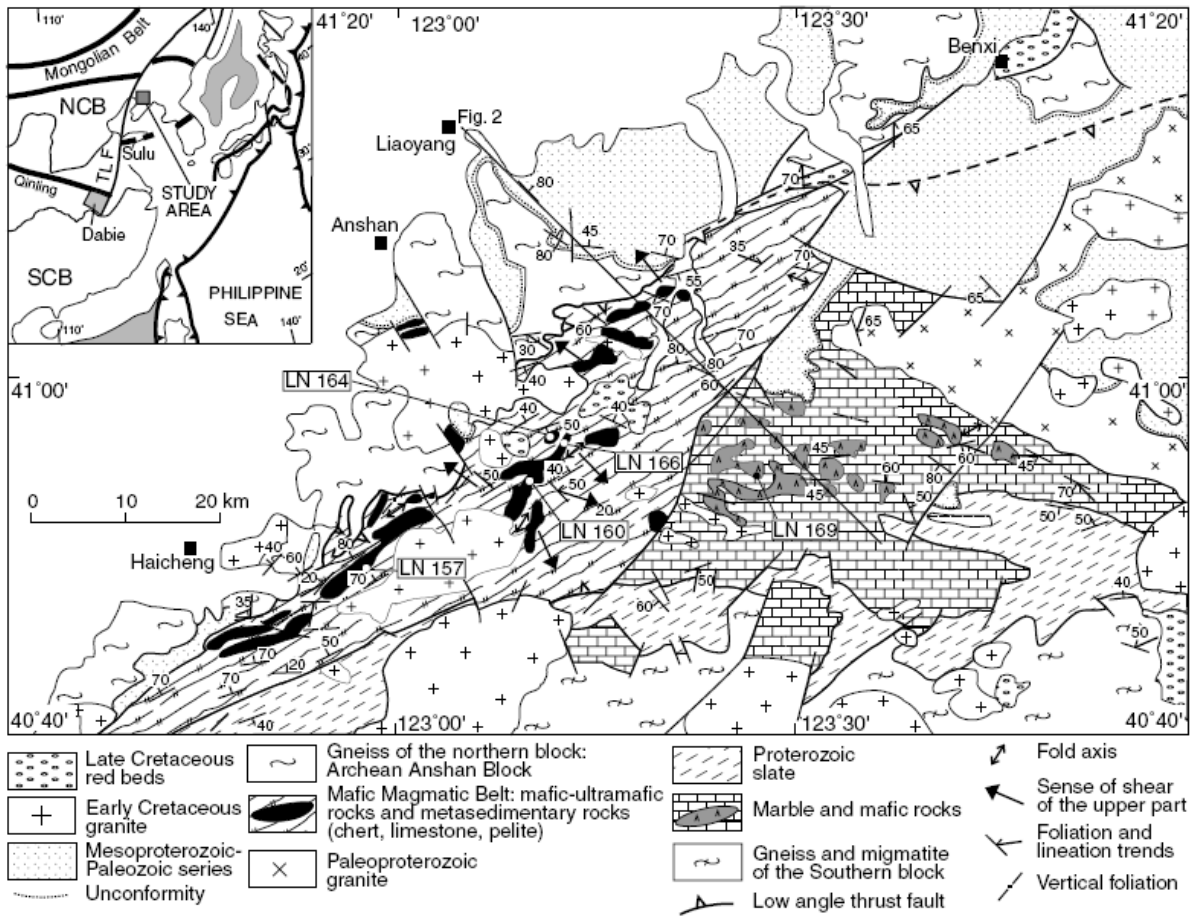 110˚
140˚
Mongolian Belt
NCB
40˚
TLF
Sulu
Qinling
STUDY
AREA
30˚
Dabie
SCB
20˚
PHILIPPINE
SEA
110˚
140˚
41˚20'
123˚00'
123˚30'
41˚20'
Benxi
Fig. 2
Liaoyang
65
80
70
Anshan
45
80
70
35
70
55
70
60
65
65
30
70
80
80
60
40
LN 164
41˚00'
41˚00'
40
40
50
45
60
45
50
40
LN 166
50
60
80
45
50
70
0 10 20 km
20
50
50
LN 160
LN 169
Haicheng
40
60
80
20
70
LN 157
50
40
60
35
50
50
70
20
70
70
40
40˚40'
123˚00'
123˚30'
40˚40'
Late Cretaceous
red beds
Early Cretaceous
granite
Mesoproterozoic-
Paleozoic series
Unconformity
Gneiss of the northern block:
Archean Anshan Block
Mafic Magmatic Belt: mafic-ultramafic
rocks and metasedimentary rocks
(chert, limestone, pelite)
Paleoproterozoic
granite
Proterozoic
slate
Marble and mafic rocks
Gneiss and migmatite
of the Southern block
Low angle thrust fault
Fold axis
Sense of shear
of the upper part
Foliation and
lineation trends
Vertical foliation